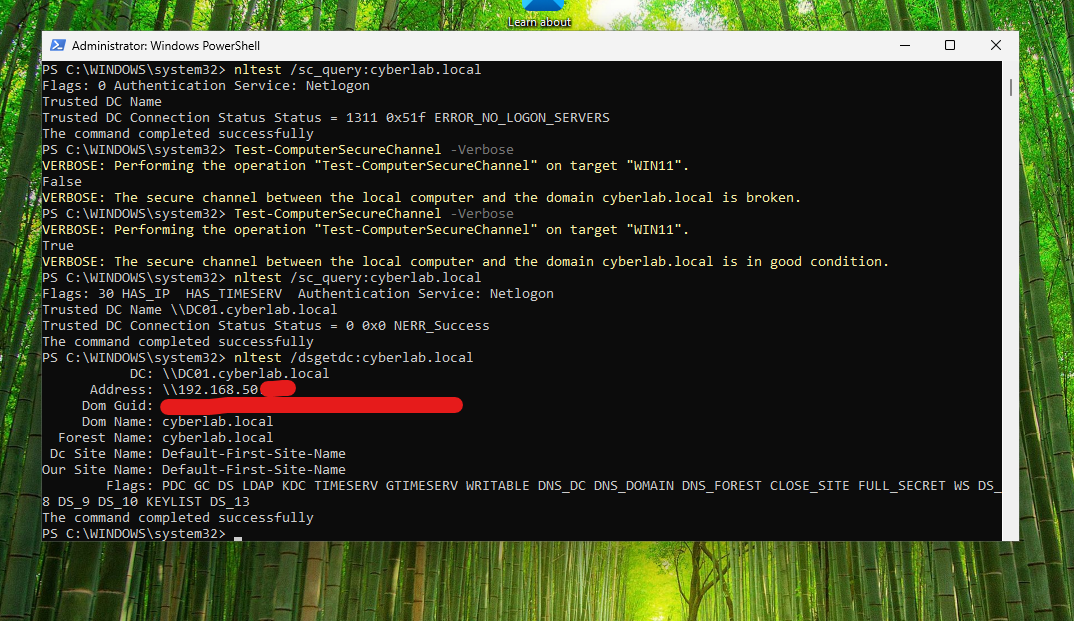 Learn about
Administrator: Windows PowerShell
PS C:\WINDOWS\system32> nltest /sc_query:cyberlab.local
Flags: 0 Authentication Service: Netlogon
Trusted DC Name
Trusted DC Connection Status Status = 1311 0x51f ERROR_NO_LOGON_SERVERS
The command completed successfully
PS C:\WINDOWS\system32> Test-ComputerSecureChannel -Verbose
VERBOSE: Performing the operation "Test-ComputerSecureChannel" on target "WIN11".
False
VERBOSE: The secure channel between the local computer and the domain cyberlab.local is broken.
PS C:\WINDOWS\system32> Test-ComputerSecureChannel -Verbose
VERBOSE: Performing the operation "Test-ComputerSecureChannel" on target "WIN11".
True
VERBOSE: The secure channel between the local computer and the domain cyberlab.local is in good condition.
PS C:\WINDOWS\system32> nltest /sc_query:cyberlab.local
Flags: 30 HAS_IP  HAS_TIMESERV  Authentication Service: Netlogon
Trusted DC Name \\DC01.cyberlab.local
Trusted DC Connection Status Status = 0 0x0 NERR_Success
The command completed successfully
PS C:\WINDOWS\system32> nltest /dsgetdc:cyberlab.local
DC: \\DC01.cyberlab.local
Address: \\192.168.50
Dom Guid:
Dom Name: cyberlab.local
Forest Name: cyberlab.local
Dc Site Name: Default-First-Site-Name
Our Site Name: Default-First-Site-Name
Flags: PDC GC DS LDAP KDC TIMESERV GTIMESERV WRITABLE DNS_DC DNS_DOMAIN DNS_FOREST CLOSE_SITE FULL_SECRET WS DS_
8 DS_9 DS_10 KEYLIST DS_13
The command completed successfully
PS C:\WINDOWS\system32>